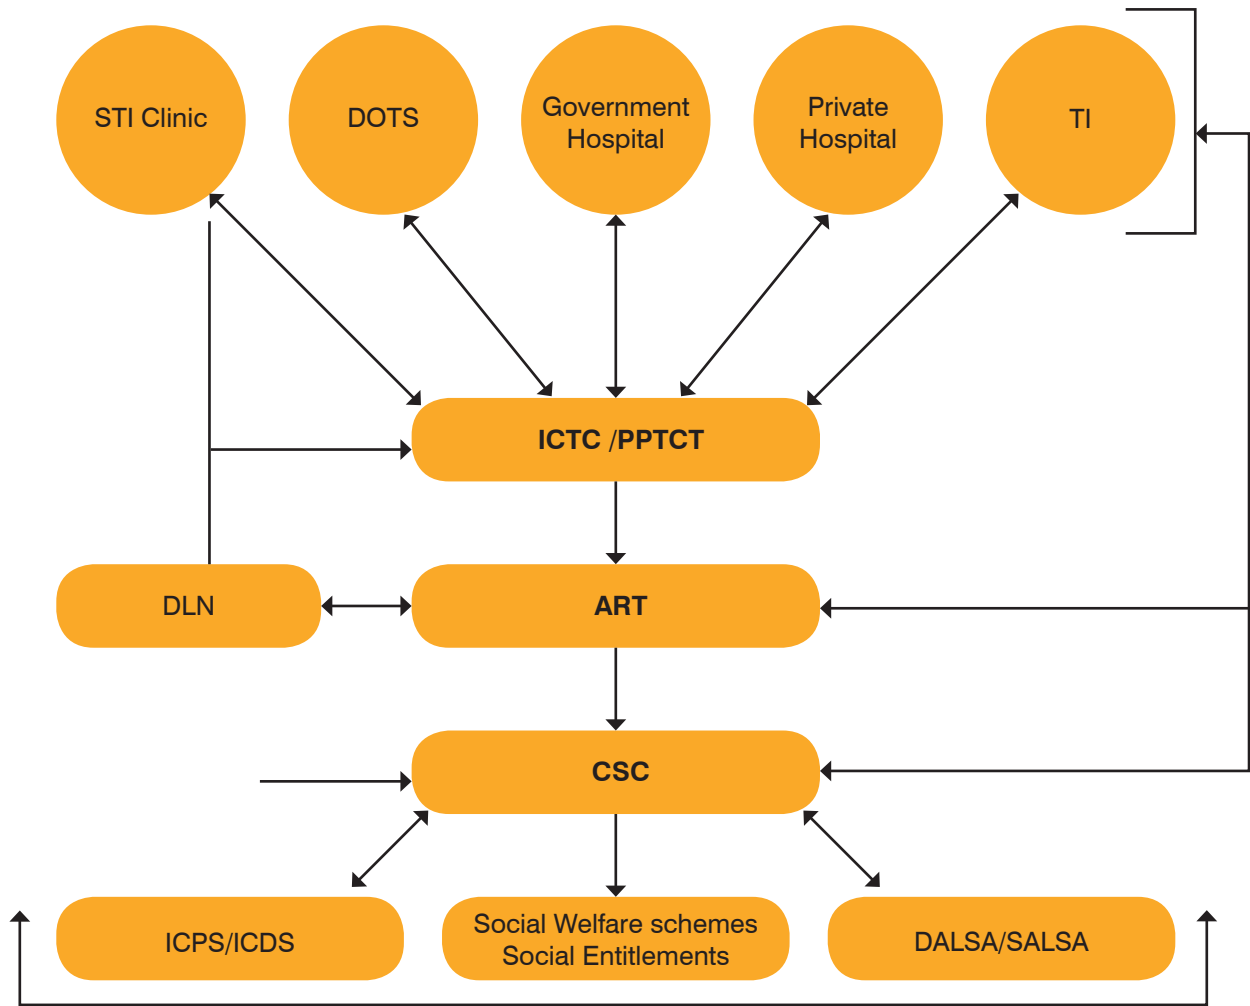 STI Clinic
DOTS
Government
Hospital
Private
Hospital
TI
ICTC /PPTCT
DLN
ART
CSC
ICPS/ICDS
Social Welfare schemes
Social Entitlements
DALSA/SALSA